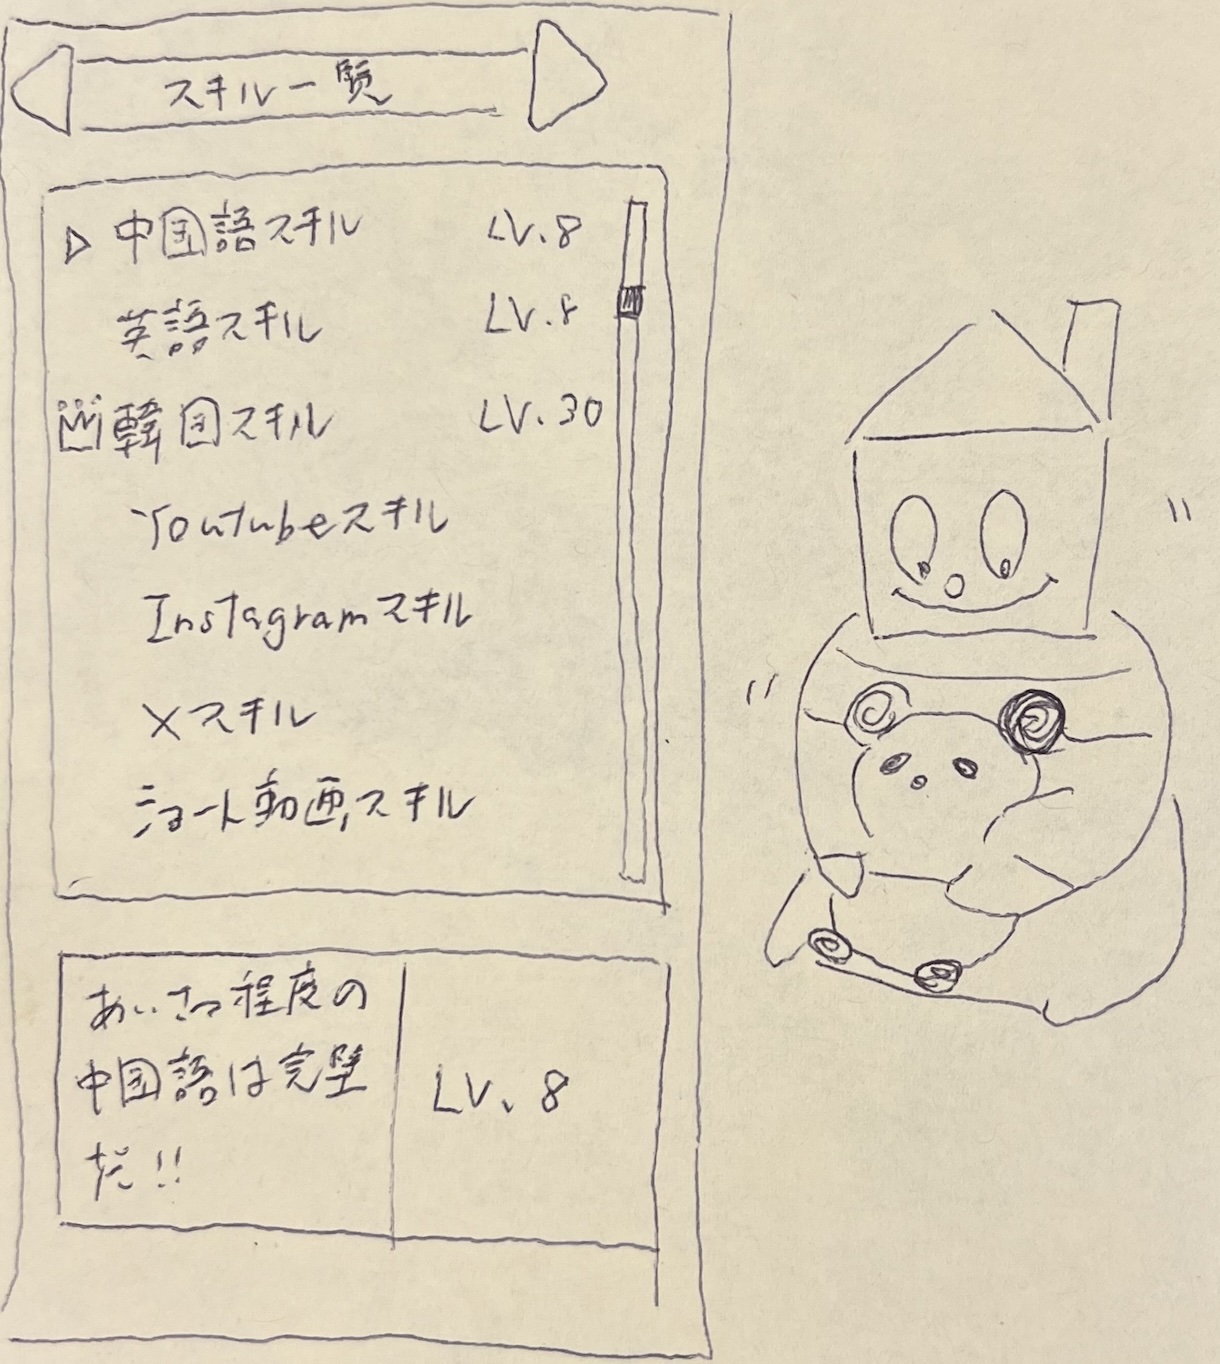 スキル一覧
中国語スキル LV.8
英語スキル LV.8
韓国スキル LV.30
Youtubeスキル
Instagramスキル
Xスキル
ショート動画スキル
あいさつ程度の
中国語は完璧
だ!!
LV. 8